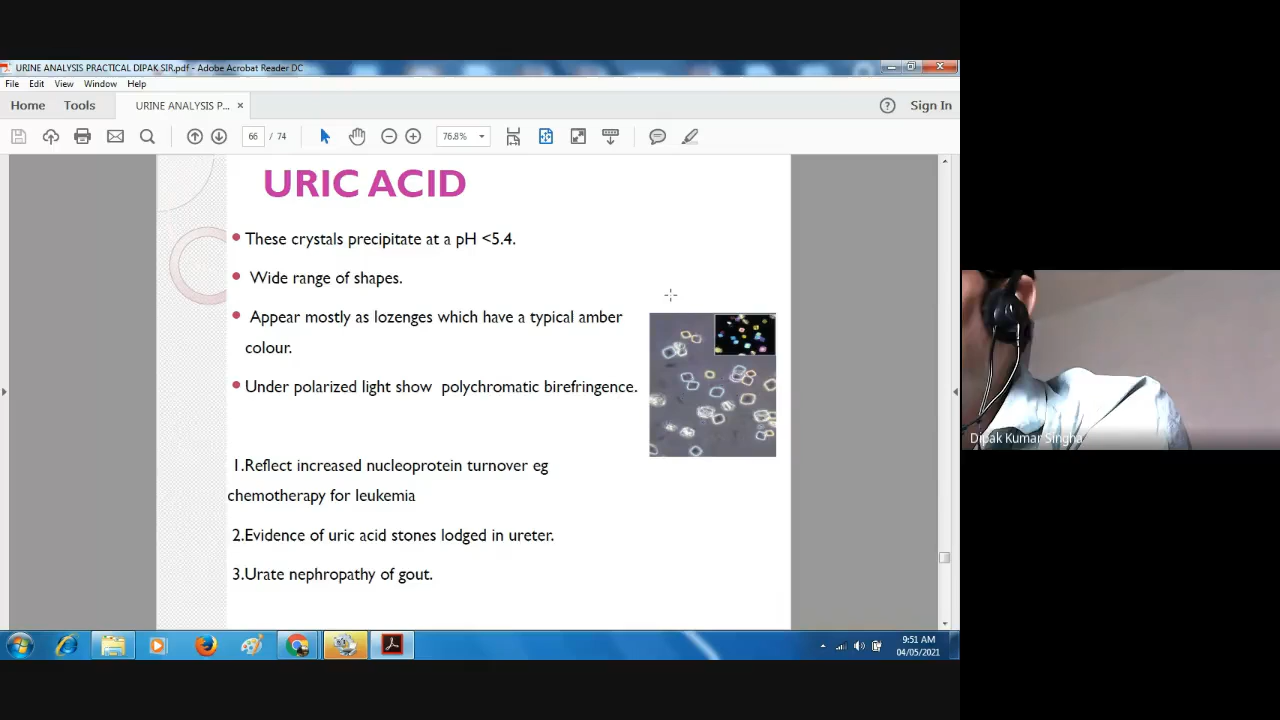 URINE ANALYSIS PRACTICAL DIPAK SIR.pdf - Adobe Acrobat Reader DC
File Edit View Window Help
Home Tools URINE ANALYSIS P... × Sign In
66 / 74 76.8%
URIC ACID
These crystals precipitate at a pH <5.4.
Wide range of shapes.
Appear mostly as lozenges which have a typical amber
colour.
Under polarized light show polychromatic birefringence.
1.Reflect increased nucleoprotein turnover eg
chemotherapy for leukemia
2.Evidence of uric acid stones lodged in ureter.
3.Urate nephropathy of gout.
Dipak Kumar Singha
9:51 AM
04/05/2021